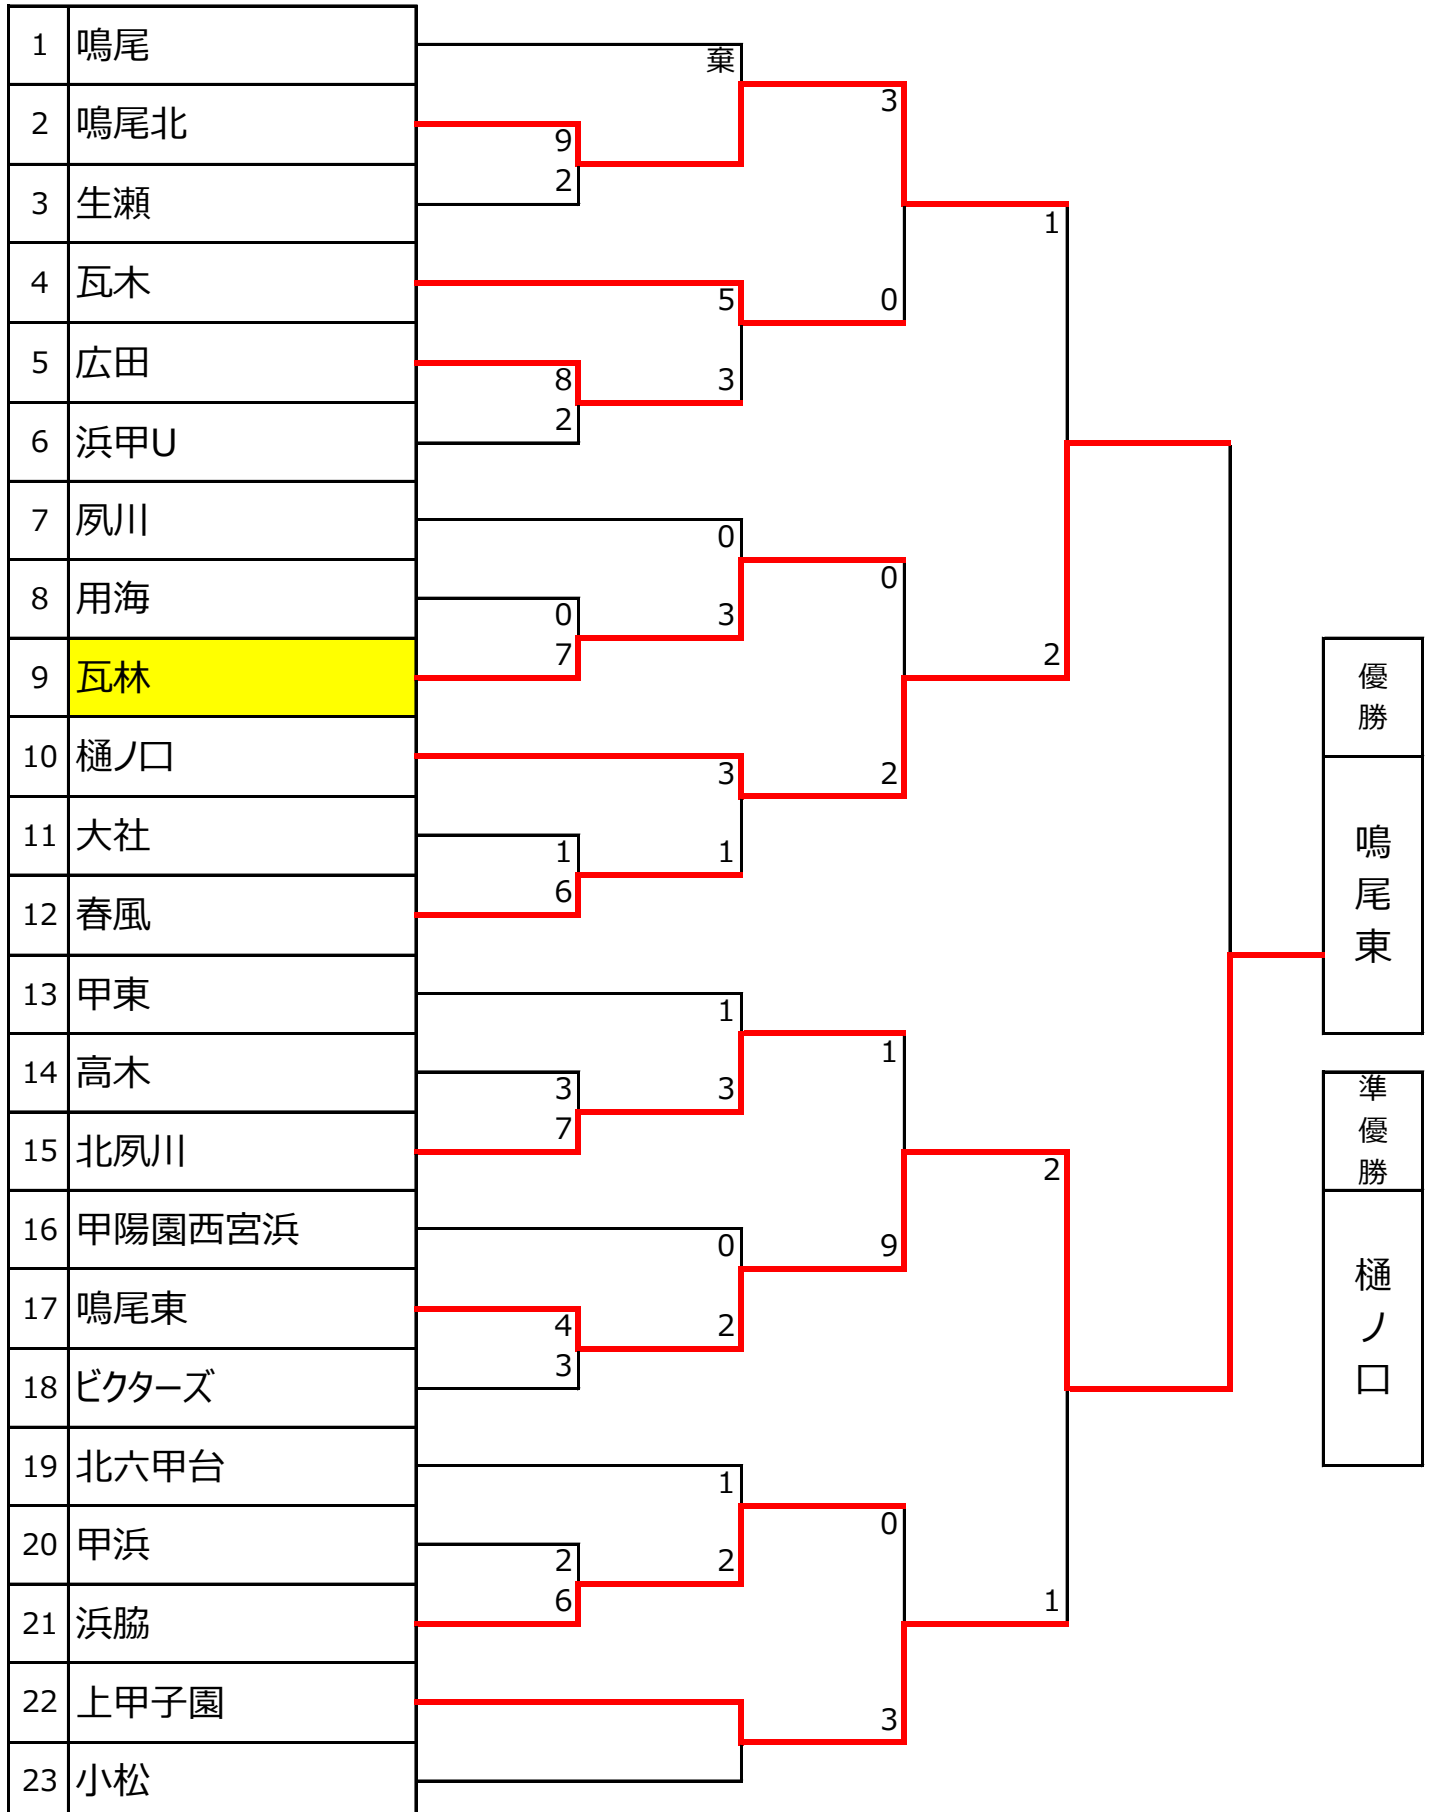 1 鳴尾
棄
3
2 鳴尾北
9
2
3 生瀬
1
4 瓦木
5
0
5 広田
8
3
2
6 浜甲U
7 夙川
0
0
8 用海
0
3
7
2
9 瓦林
10 樋ノ口
3
2
11 大社
1
1
6
12 春風
13 甲東
1
1
14 高木
3
3
7
15 北夙川
2
16 甲陽園西宮浜
0
9
17 鳴尾東
4
2
3
18 ビクターズ
19 北六甲台
1
0
20 甲浜
2
2
6
1
21 浜脇
22 上甲子園
3
23 小松
優勝
鳴尾東
準優勝
樋ノ口